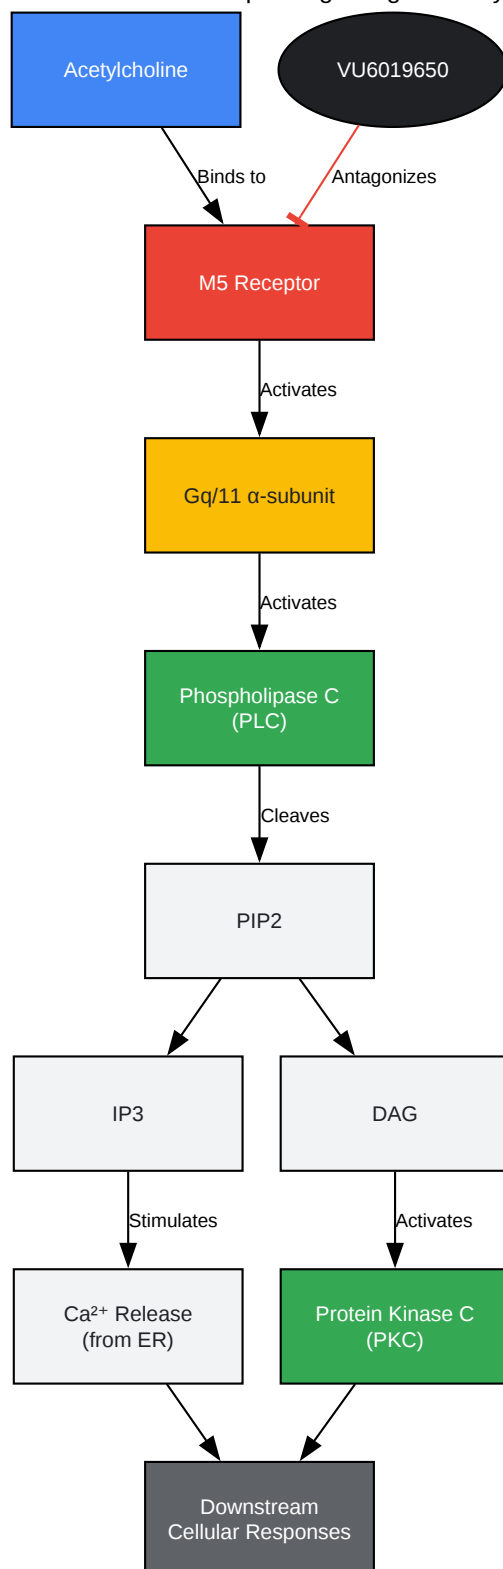 Acetylcholine
VU6019650
Binds to
Antagonizes
M5 Receptor
Activates
Gq/11 α-subunit
Activates
Phospholipase C
(PLC)
Cleaves
PIP2
IP3
DAG
Stimulates
Activates
Ca²⁺ Release
(from ER)
Protein Kinase C
(PKC)
Downstream
Cellular Responses